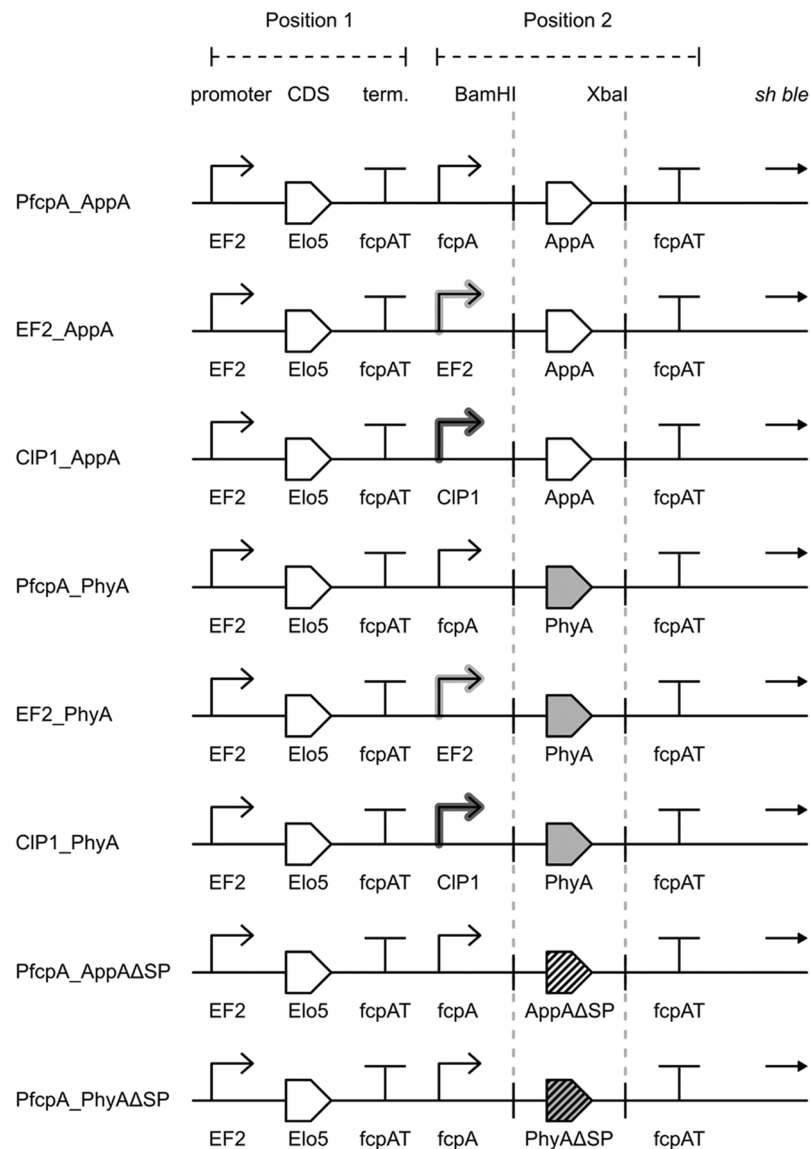 Position 1 Position 2
promoter CDS term. BamHI XbaI sh ble
PfcpA_AppA
EF2 Elo5 fcpAT fcpA AppA fcpAT
EF2_AppA
EF2 Elo5 fcpAT EF2 AppA fcpAT
ClP1_AppA
EF2 Elo5 fcpAT ClP1 AppA fcpAT
PfcpA_PhyA
EF2 Elo5 fcpAT fcpA PhyA fcpAT
EF2_PhyA
EF2 Elo5 fcpAT EF2 PhyA fcpAT
ClP1_PhyA
EF2 Elo5 fcpAT ClP1 PhyA fcpAT
PfcpA_AppAΔSP
EF2 Elo5 fcpAT fcpA AppAΔSP fcpAT
PfcpA_PhyAΔSP
EF2 Elo5 fcpAT fcpA PhyAΔSP fcpAT